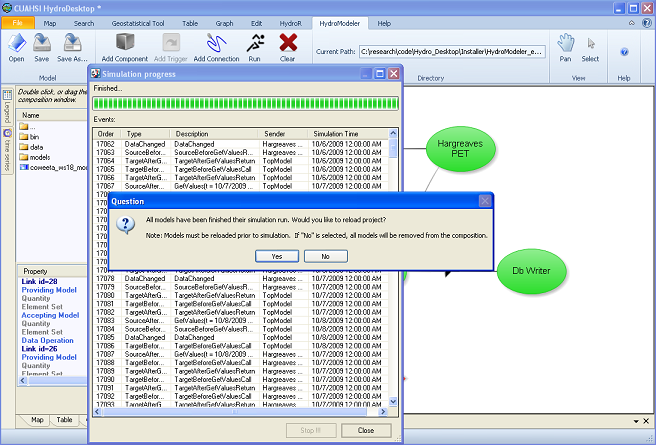 CUAHSI HydroDesktop *
File Map Search Geostatistical Tool Table Graph Edit HydroR HydroModeler Help
Open Save Save As... Add Component Add Trigger Add Connection Run Clear Current Path: C:\research\code\Hydro_Desktop\Installer\HydroModeler_e... Pan Select Help
Model Directory View Help
Legend
time series
Double click, or drag the
composition window.
Name
...
bin
data
models
coweeta_ws18_mo
Property
Link id=28
Providing Model
Quantity
Element Set
Accepting Model
Quantity
Element Set
Data Operation
Link id=26
Providing Model
Quantity
Element Set
Map Table
Simulation progress
Finished...
Events:
Order Type Description Sender Simulation Time
17062 DataChanged DataChanged Hargreaves ... 10/6/2009 12:00:00 AM
17063 SourceBefore... SourceBeforeGetValuesR... Hargreaves ... 10/6/2009 12:00:00 AM
17064 TargetAfterG... TargetAfterGetValuesReturn TopModel 10/6/2009 12:00:00 AM
17065 TargetBefor... TargetBeforeGetValuesCall TopModel 10/6/2009 12:00:00 AM
17066 TargetAfterG... TargetAfterGetValuesReturn TopModel 10/6/2009 12:00:00 AM
17067 SourceAfter... GetValues(t = 10/7/2009 ... TopModel 10/6/2009 12:00:00 AM
Question
All models have been finished their simulation run. Would you like to reload project?
Note: Models must be reloaded prior to simulation. If "No" is selected, all models will be removed from the composition.
Yes No
17078 DataChanged DataChanged Hargreaves ... 10/7/2009 12:00:00 AM
17079 SourceBefore... SourceBeforeGetValuesR... Hargreaves ... 10/7/2009 12:00:00 AM
17080 TargetAfterG... TargetAfterGetValuesReturn TopModel 10/7/2009 12:00:00 AM
17081 TargetBefor... TargetBeforeGetValuesCall TopModel 10/7/2009 12:00:00 AM
17082 TargetAfterG... TargetAfterGetValuesReturn TopModel 10/7/2009 12:00:00 AM
17083 SourceAfter... GetValues(t = 10/8/2009 ... TopModel 10/7/2009 12:00:00 AM
17084 SourceBefore... SourceBeforeGetValuesR... TopModel 10/7/2009 12:00:00 AM
17085 DataChanged DataChanged TopModel 10/7/2009 12:00:00 AM
17086 TargetBefor... TargetBeforeGetValuesCall TopModel 10/7/2009 12:00:00 AM
17087 SourceAfter... GetValues(t = 10/8/2009 ... Hargreaves ... 10/7/2009 12:00:00 AM
17088 TargetBefor... TargetBeforeGetValuesCall Hargreaves ... 10/7/2009 12:00:00 AM
17089 TargetAfterG... TargetAfterGetValuesReturn Hargreaves ... 10/7/2009 12:00:00 AM
17090 TargetBefor... TargetBeforeGetValuesCall Hargreaves ... 10/7/2009 12:00:00 AM
17091 TargetAfterG... TargetAfterGetValuesReturn Hargreaves ... 10/7/2009 12:00:00 AM
17092 TargetBefor... TargetBeforeGetValuesCall Hargreaves ... 10/7/2009 12:00:00 AM
17093 TargetAfterG... TargetAfterGetValuesReturn Hargreaves ... 10/7/2009 12:00:00 AM
Stop !!! Close
Hargreaves
PET
Db Writer